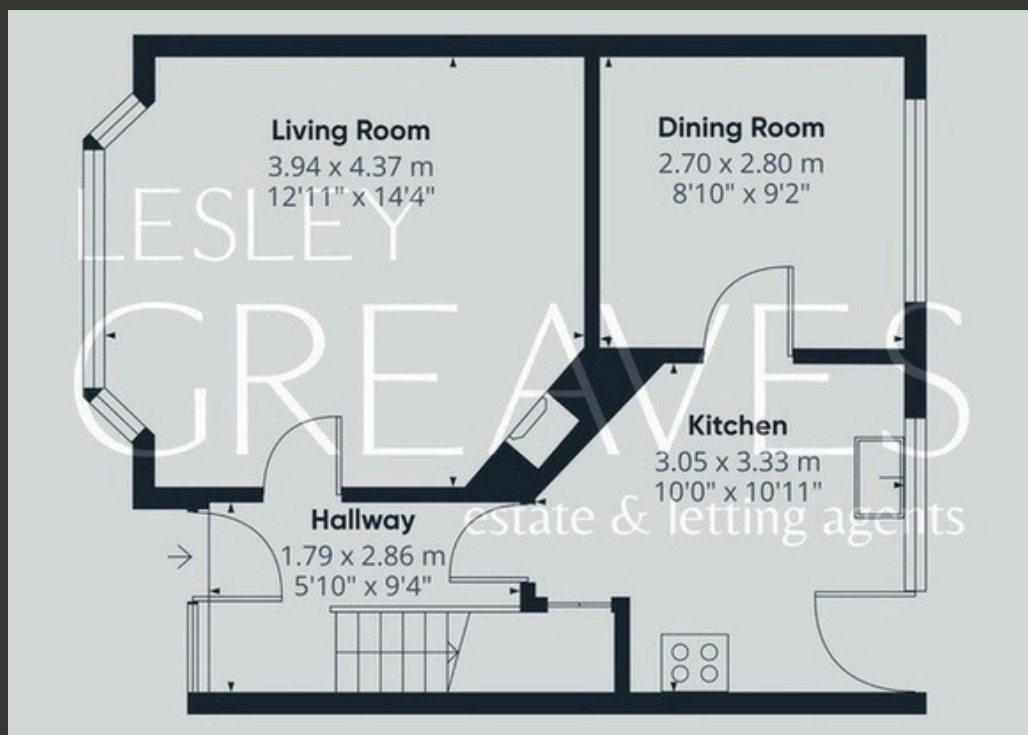 Living Room
3.94 x 4.37 m
12'11" x 14'4"
Dining Room
2.70 x 2.80 m
8'10" x 9'2"
LESLEY
GREAVES
estate & letting agents
Kitchen
3.05 x 3.33 m
10'0" x 10'11"
Hallway
1.79 x 2.86 m
5'10" x 9'4"